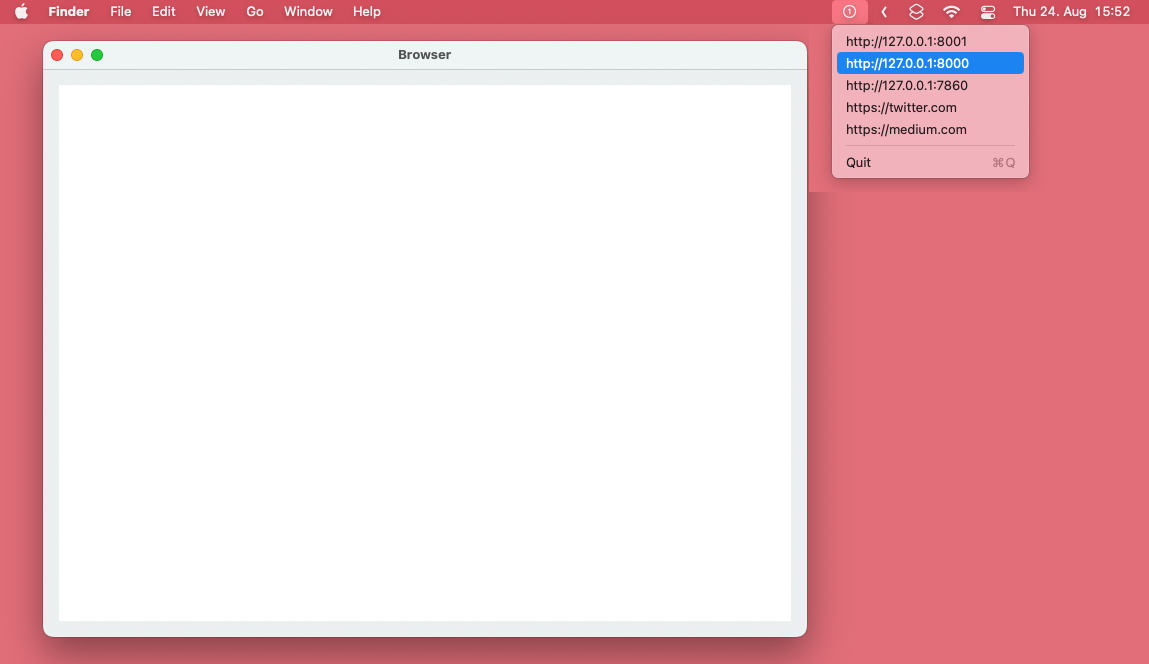 Finder File Edit View Go Window Help 1 Thu 24. Aug 15:52
Browser
http://127.0.0.1:8001
http://127.0.0.1:8000
http://127.0.0.1:7860
https://twitter.com
https://medium.com
Quit ⌘Q